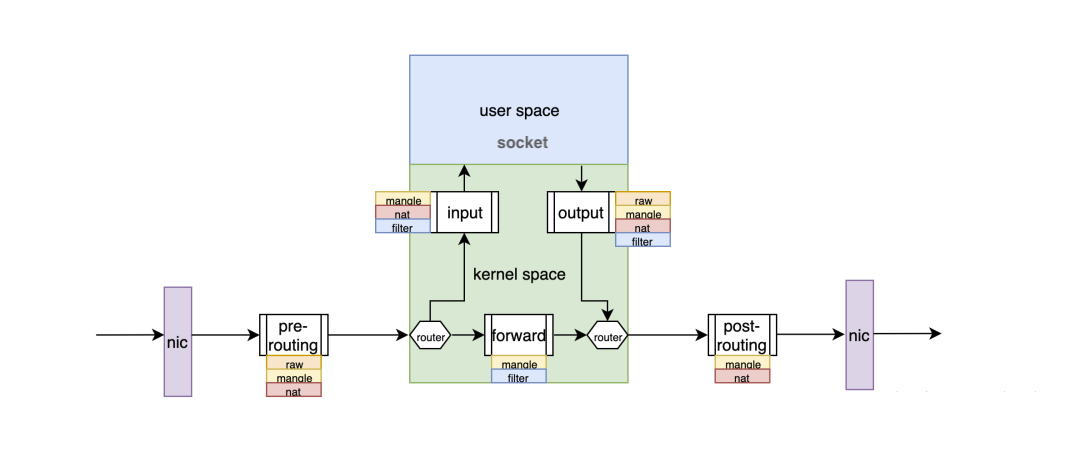 user space
socket
mangle
nat
filter
input
output
raw
mangle
nat
filter
kernel space
nic
pre-
routing
raw
mangle
nat
router
forward
mangle
filter
router
post-
routing
mangle
nat
nic